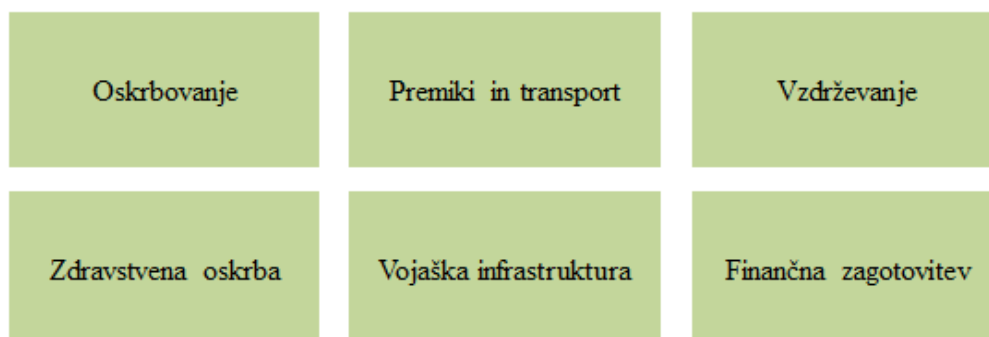 Oskrbovanje
Premiki in transport
Vzdrževanje
Zdravstvena oskrba
Vojaška infrastruktura
Finančna zagotovitev